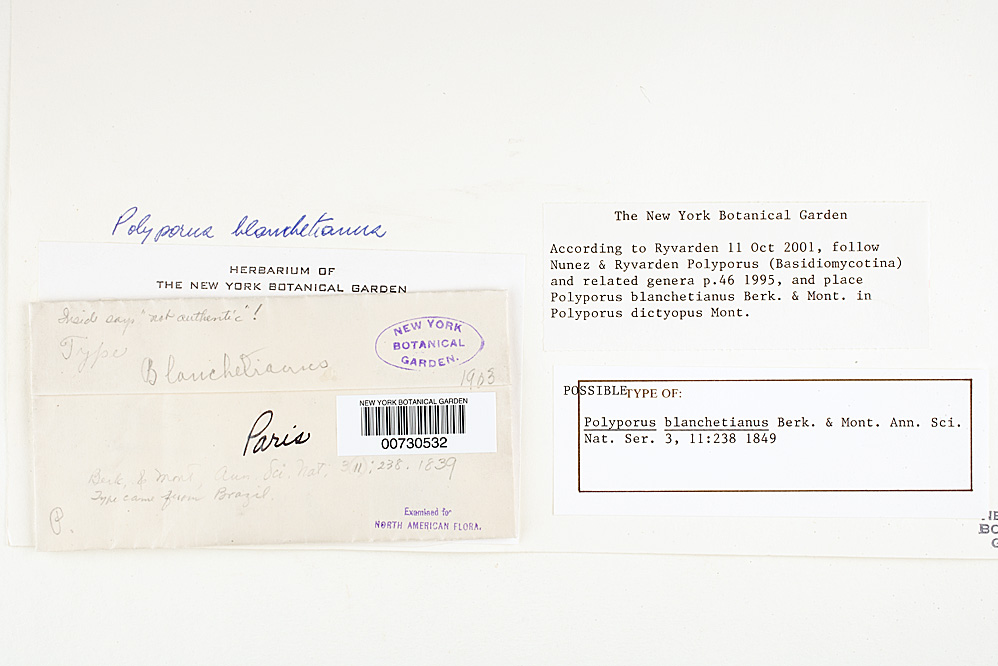 Polyporus blanchetianus
HERBARIUM OF
THE NEW YORK BOTANICAL GARDEN
Inside says "not authentic"!
Type
Blanchetianus
NEW YORK
BOTANICAL
GARDEN.
1903
NEW YORK BOTANICAL GARDEN
00730532
Paris
Berk. & Mont, Ann. Sci. Nat. 3(11): 238. 1839
Type came from Brazil.
P.
Examined for
NORTH AMERICAN FLORA.
The New York Botanical Garden
According to Ryvarden 11 Oct 2001, follow
Nunez & Ryvarden Polyporus (Basidiomycotina)
and related genera p.46 1995, and place
Polyporus blanchetianus Berk. & Mont. in
Polyporus dictyopus Mont.
POSSIBLE TYPE OF:
Polyporus blanchetianus Berk. & Mont. Ann. Sci.
Nat. Ser. 3, 11:238 1849